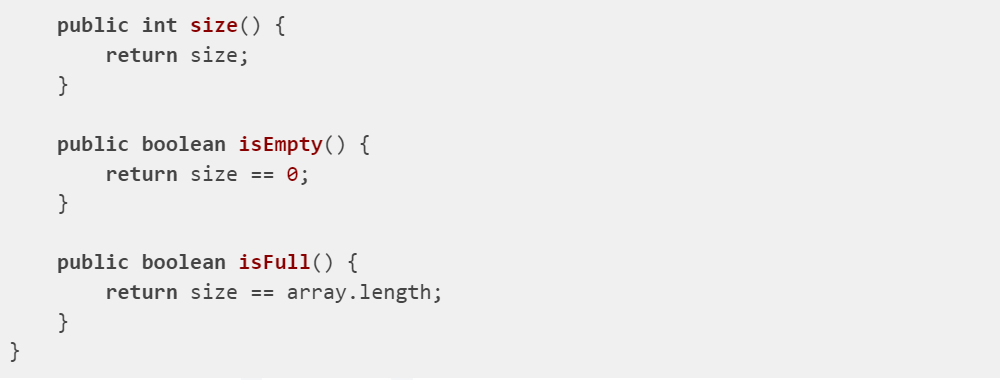 public int size() {
return size;
}
public boolean isEmpty() {
return size == 0;
}
public boolean isFull() {
return size == array.length;
}
}